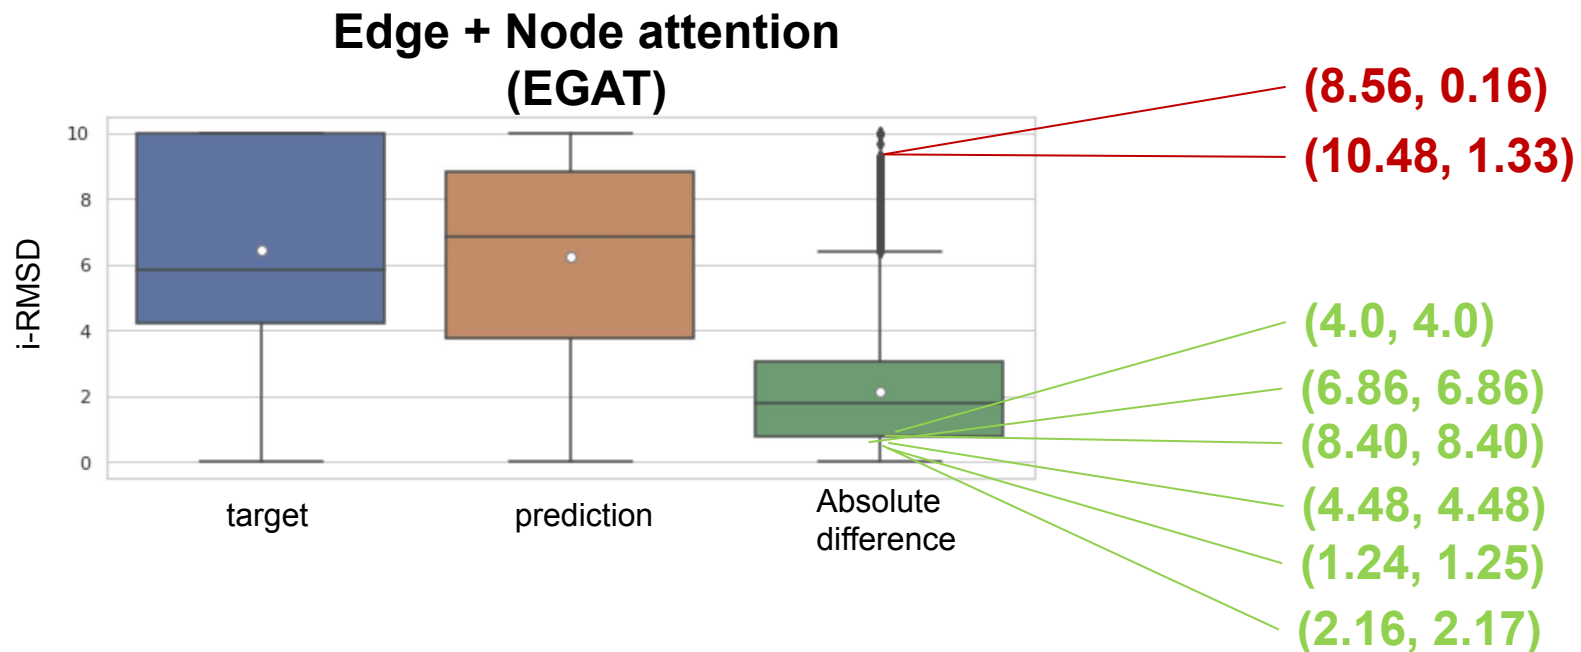 Edge + Node attention
(EGAT)
(8.56, 0.16)
(10.48, 1.33)
10
8
6
4
2
0
i-RMSD
(4.0, 4.0)
(6.86, 6.86)
(8.40, 8.40)
(4.48, 4.48)
(1.24, 1.25)
(2.16, 2.17)
target
prediction
Absolute
difference